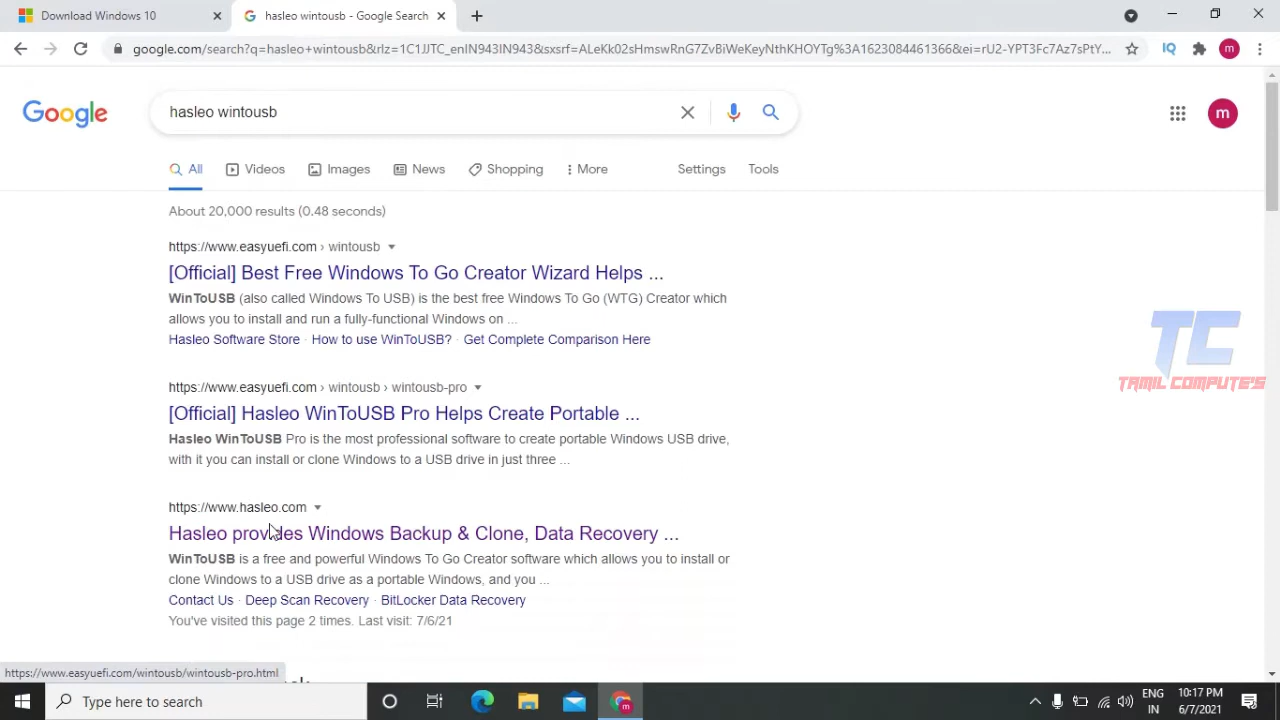 Download Windows 10
hasleo wintousb - Google Search
google.com/search?q=hasleo+wintousb&rlz=1C1JJTC_enIN943IN943&sxsrf=ALeKk02sHmswRnG7ZvBiWeKeyNthKHOYTg%3A1623084461366&ei=rU2-YPT3Fc7Az7sPtY...
IQ
m
Google
hasleo wintousb
m
All
Videos
Images
News
Shopping
More
Settings
Tools
About 20,000 results (0.48 seconds)
https://www.easyuefi.com › wintousb
[Official] Best Free Windows To Go Creator Wizard Helps ...
WinToUSB (also called Windows To USB) is the best free Windows To Go (WTG) Creator which
allows you to install and run a fully-functional Windows on ...
Hasleo Software Store · How to use WinToUSB? · Get Complete Comparison Here
https://www.easyuefi.com › wintousb › wintousb-pro
[Official] Hasleo WinToUSB Pro Helps Create Portable ...
Hasleo WinToUSB Pro is the most professional software to create portable Windows USB drive,
with it you can install or clone Windows to a USB drive in just three ...
https://www.hasleo.com
Hasleo provides Windows Backup & Clone, Data Recovery ...
WinToUSB is a free and powerful Windows To Go Creator software which allows you to install or
clone Windows to a USB drive as a portable Windows, and you ...
Contact Us · Deep Scan Recovery · BitLocker Data Recovery
You've visited this page 2 times. Last visit: 7/6/21
TC
TAMIL COMPUTE'S
https://www.easyuefi.com/wintousb/wintousb-pro.html
Type here to search
m
ENG
IN
10:17 PM
6/7/2021